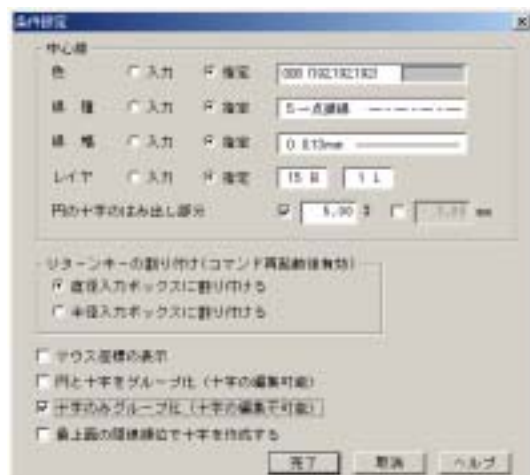 条件設定
中心線
色 入力 指定 008 (192,192,192)
線 種 入力 指定 5 一点鎖線
線 幅 入力 指定 0 0.13mm
レイヤ 入力 指定 15 1 L
円の十字のはみ出し部分 5.00 mm
リターンキーの割り付け(コマンド再起動後有効)
直径入力ボックスに割り付ける
半径入力ボックスに割り付ける
マウス座標の表示
円と十字をグループ化(十字の編集可能)
十字のみグループ化(十字の編集不可能)
最上面の隠線順位で十字を作成する
完了 取消 ヘルプ